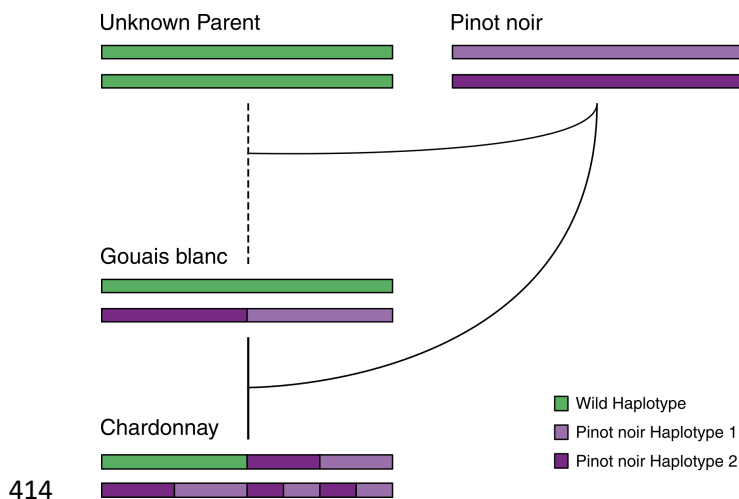 Unknown Parent
Pinot noir
Gouais blanc
Chardonnay
Wild Haplotype
Pinot noir Haplotype 1
Pinot noir Haplotype 2
414